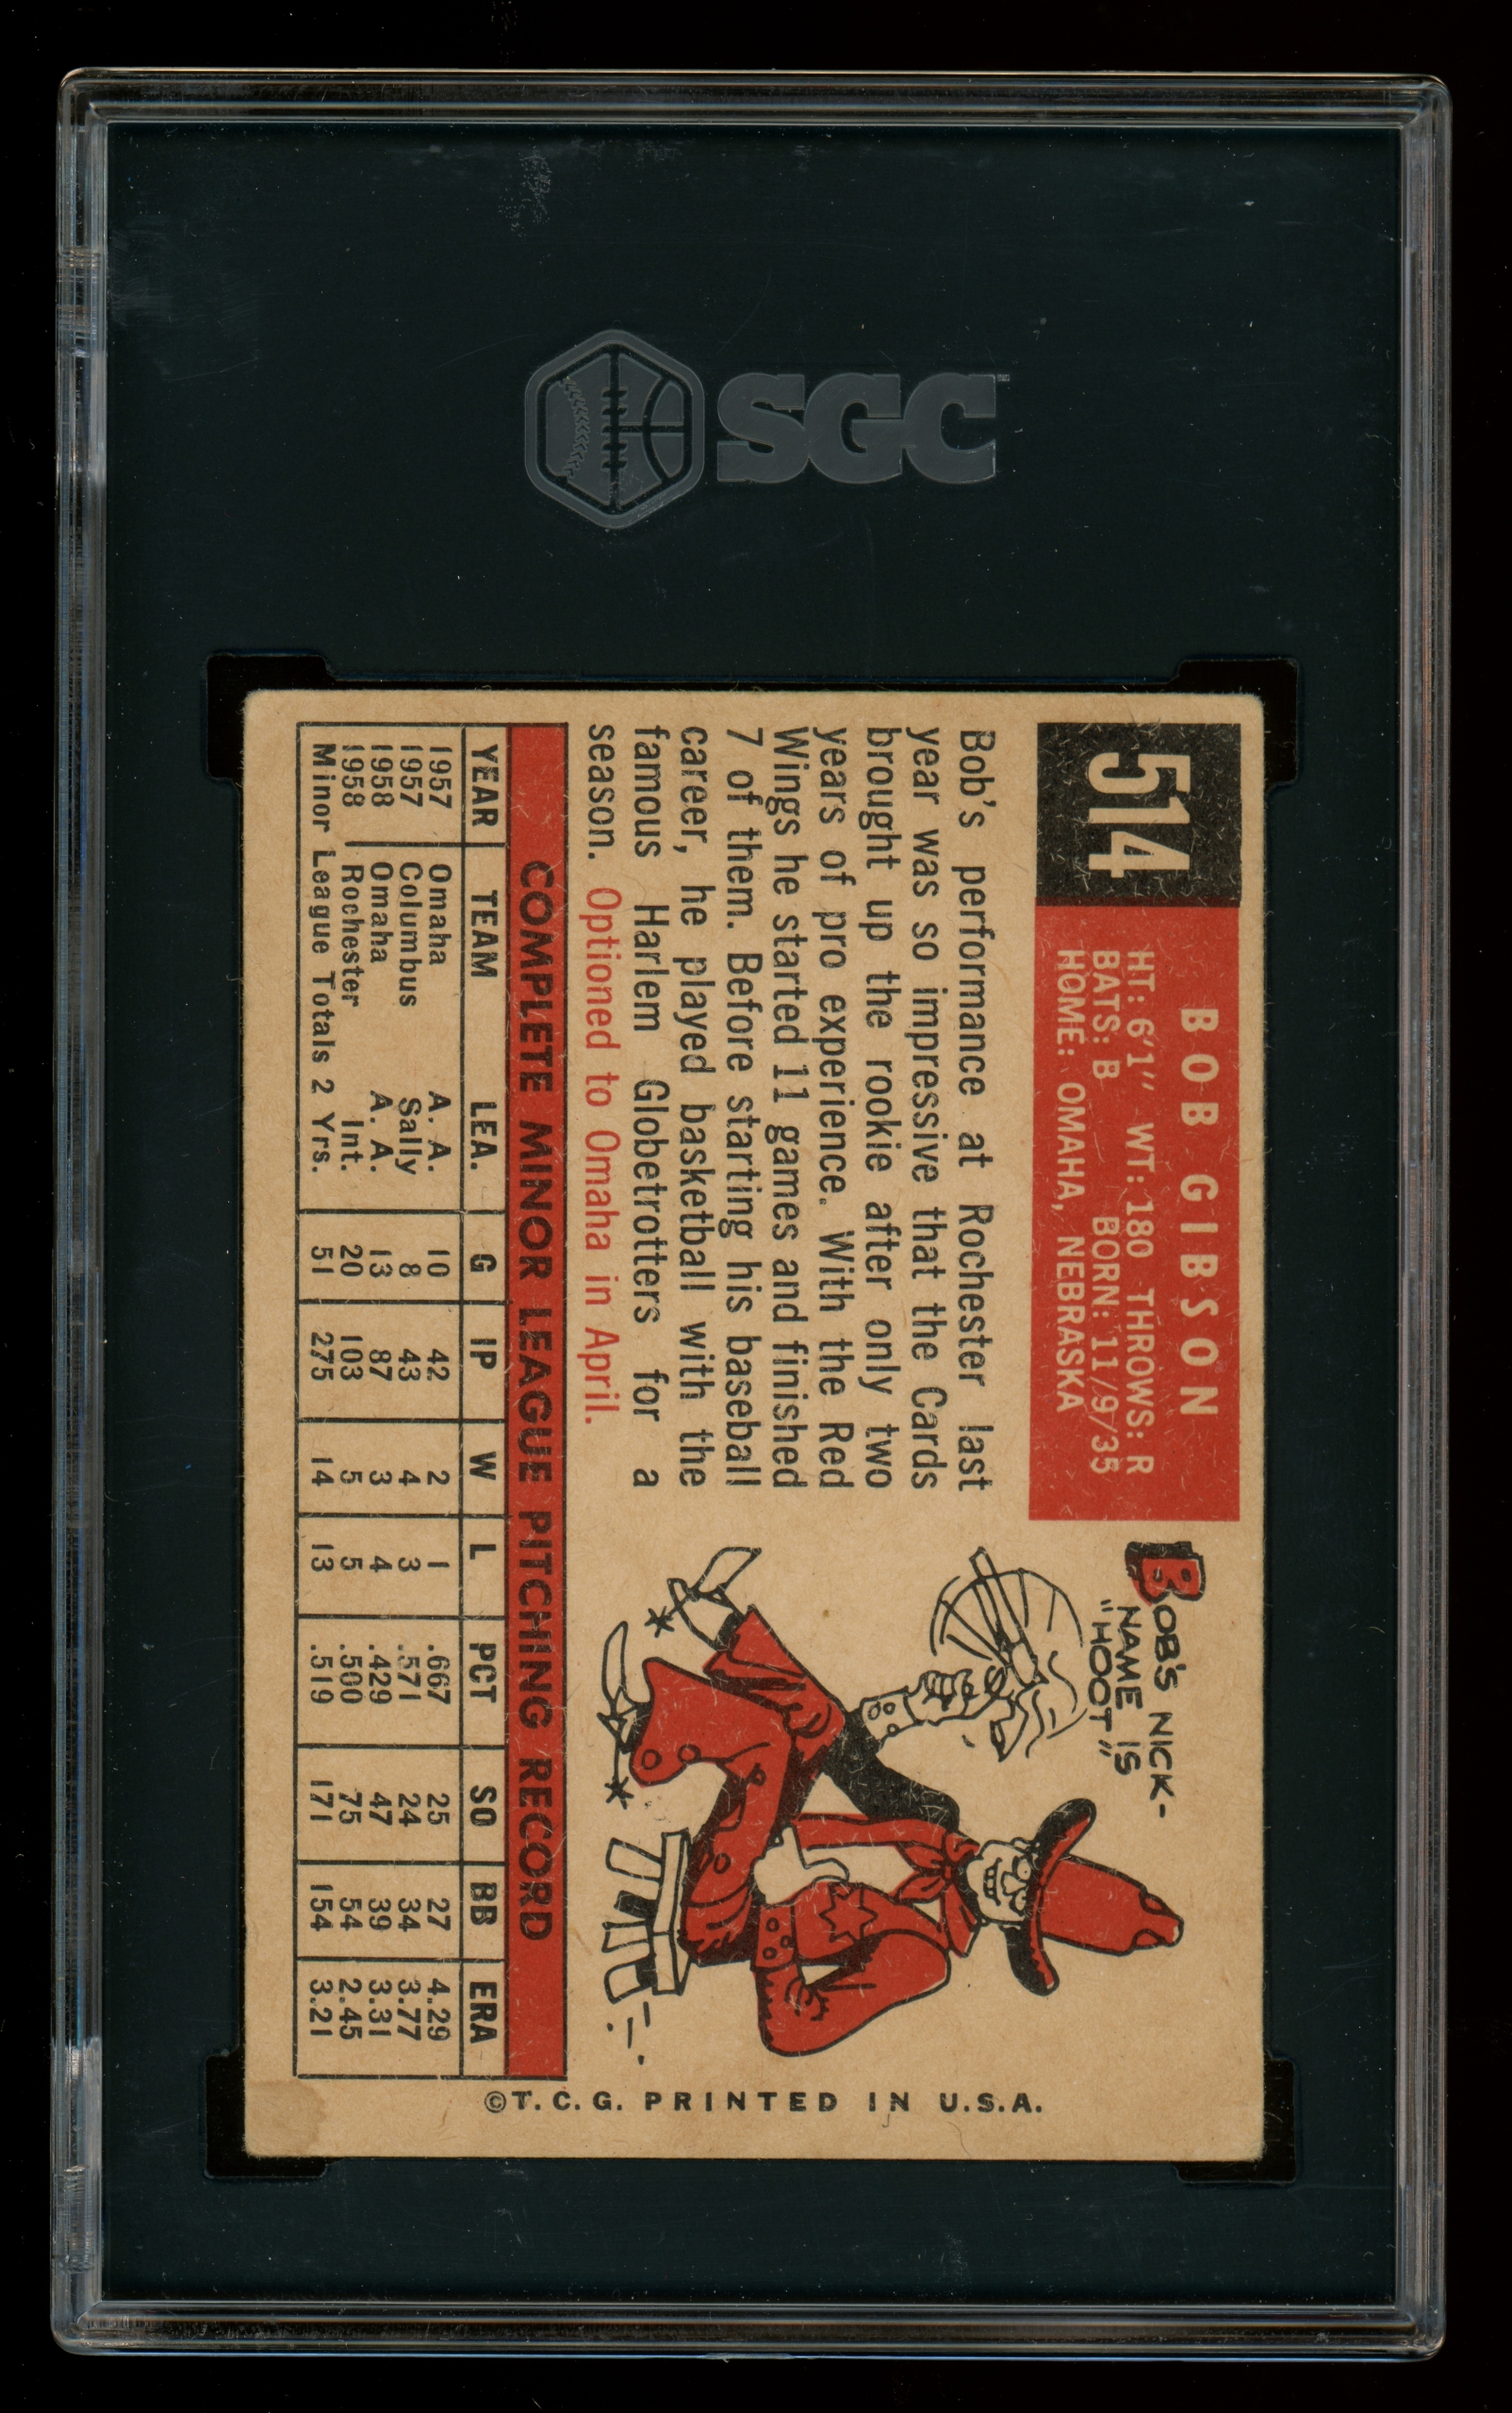 SGC
514
BOB GIBSON
HT: 6'1" WT: 180 THROWS: R
BATS: B BORN: 11/9/35
HOME: OMAHA, NEBRASKA
Bob's performance at Rochester last
year was so impressive that the Cards
brought up the rookie after only two
years of pro experience. With the Red
Wings he started 11 games and finished
7 of them. Before starting his baseball
career, he played basketball with the
famous Harlem Globetrotters for a
season. Optioned to Omaha in April.
BOB'S NICK-
NAME IS
"HOOT"
COMPLETE MINOR LEAGUE PITCHING RECORD
YEAR TEAM LEA. G IP W L PCT SO BB ERA
1957 Omaha A. A. 10 42 2 1 .667 25 27 4.29
1957 Columbus Sally 8 43 4 3 .571 24 34 3.77
1958 Omaha A. A. 13 87 3 4 .429 47 39 3.31
1958 Rochester Int. 20 103 5 5 .500 75 54 2.45
Minor League Totals 2 Yrs. 51 275 14 13 .519 171 154 3.21
©T.C.G. PRINTED IN U.S.A.